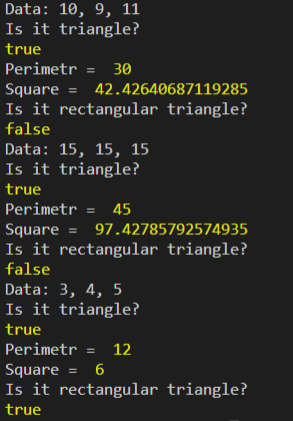 Data: 10, 9, 11
Is it triangle?
true
Perimetr =  30
Square =  42.42640687119285
Is it rectangular triangle?
false
Data: 15, 15, 15
Is it triangle?
true
Perimetr =  45
Square =  97.42785792574935
Is it rectangular triangle?
false
Data: 3, 4, 5
Is it triangle?
true
Perimetr =  12
Square =  6
Is it rectangular triangle?
true